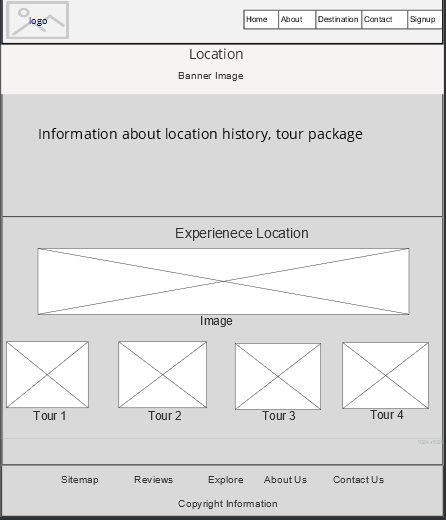 logo
Home About Destination Contact Signup
Location
Banner Image
Information about location history, tour package
Experienece Location
Image
Tour 1 Tour 2 Tour 3 Tour 4
Sitemap Reviews Explore About Us Contact Us
Copyright Information